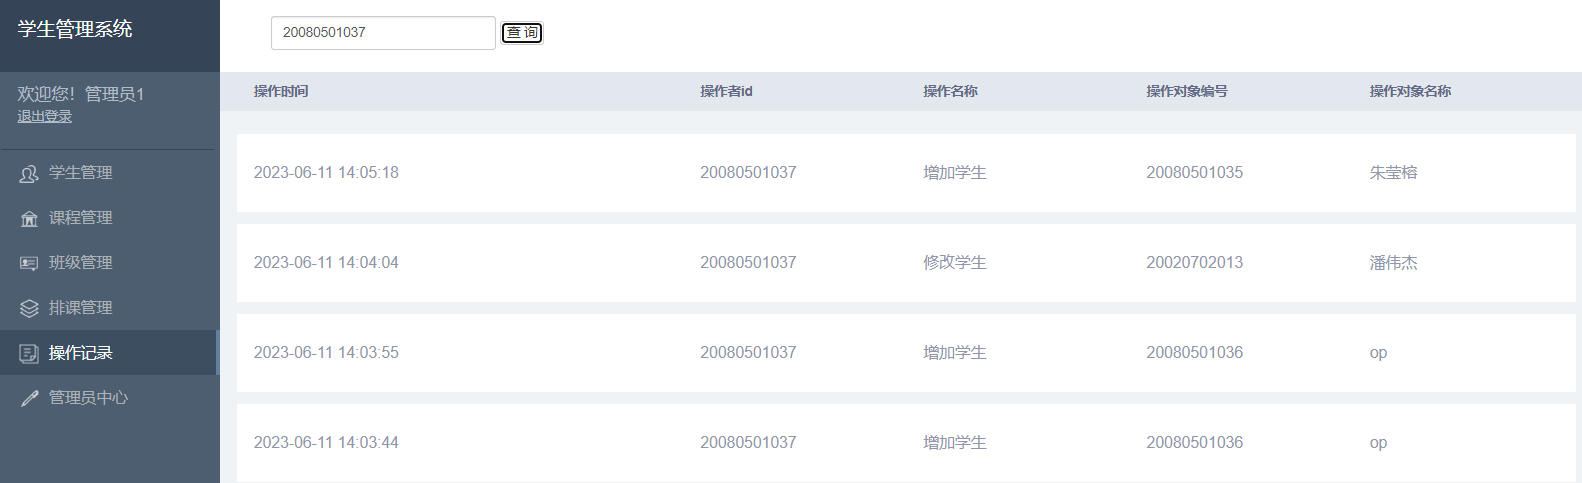 学生管理系统
欢迎您！管理员1
退出登录
学生管理
课程管理
班级管理
排课管理
操作记录
管理员中心
20080501037 查 询
操作时间 操作者id 操作名称 操作对象编号 操作对象名称
2023-06-11 14:05:18 20080501037 增加学生 20080501035 朱莹榕
2023-06-11 14:04:04 20080501037 修改学生 20020702013 潘伟杰
2023-06-11 14:03:55 20080501037 增加学生 20080501036 op
2023-06-11 14:03:44 20080501037 增加学生 20080501036 op